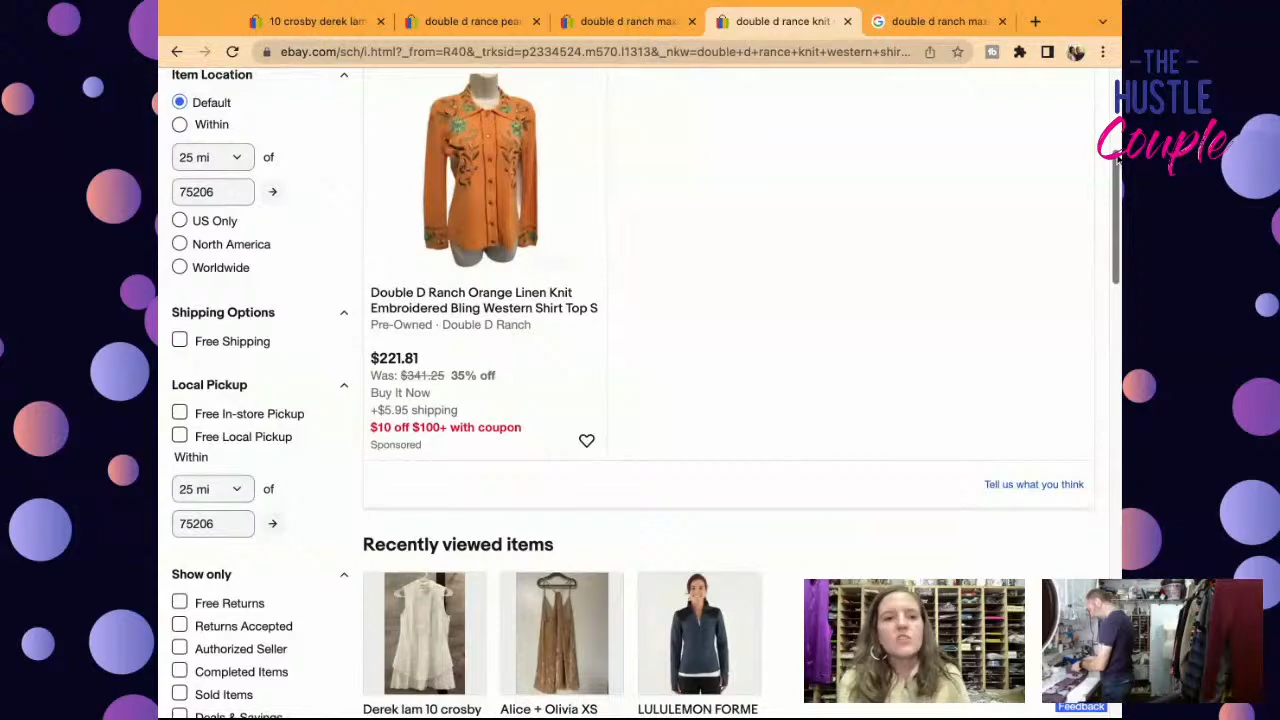 10 crosby derek lam
double d rance pea
double d ranch max
double d rance knit
double d ranch max
ebay.com/sch/i.html?_from=R40&_trksid=p2334524.m570.l1313&_nkw=double+d+rance+knit+western+shir...
-THE-
HUSTLE
Couple
Item Location
Default
Within
25 mi
of
75206
US Only
North America
Worldwide
Shipping Options
Free Shipping
Local Pickup
Free In-store Pickup
Free Local Pickup
Within
25 mi
of
75206
Show only
Free Returns
Returns Accepted
Authorized Seller
Completed Items
Sold Items
Deals & Savings
Double D Ranch Orange Linen Knit
Embroidered Bling Western Shirt Top S
Pre-Owned · Double D Ranch
$221.81
Was: $341.25 35% off
Buy It Now
+$5.95 shipping
$10 off $100+ with coupon
Sponsored
Tell us what you think
Recently viewed items
Derek lam 10 crosby
Alice + Olivia XS
LULULEMON FORME
Feedback